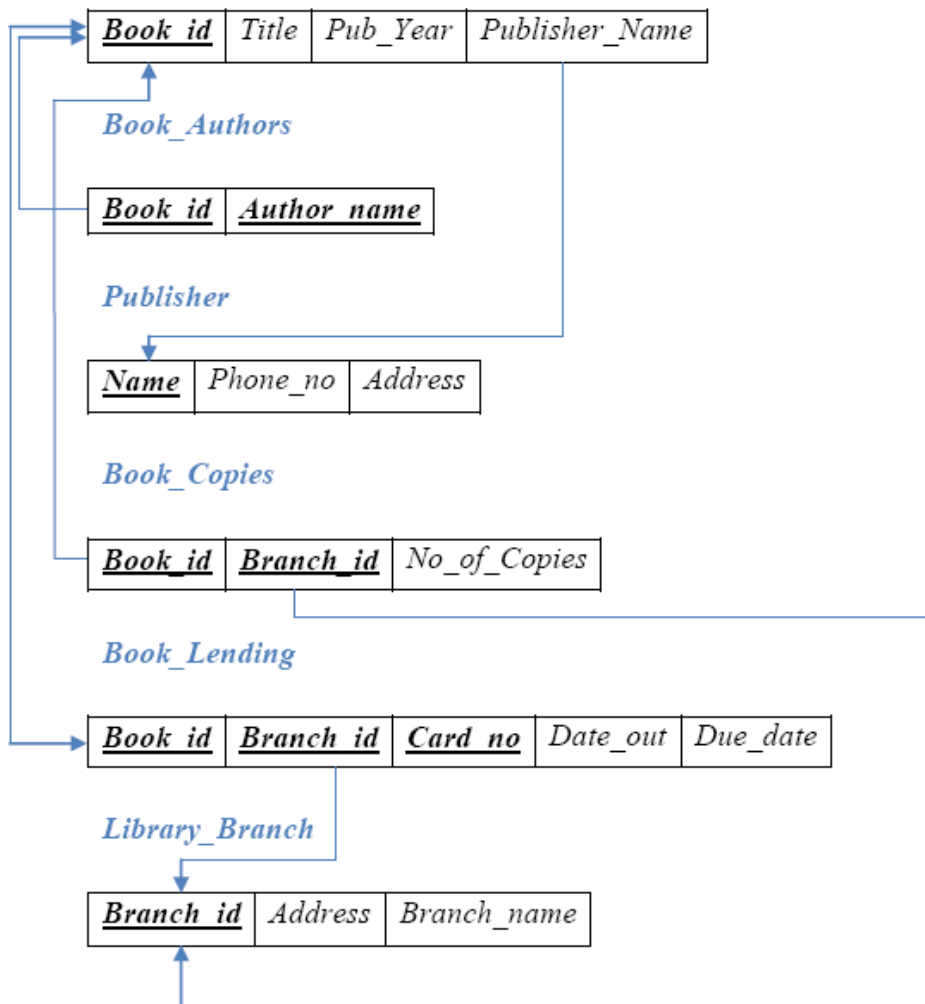 Book_id Title Pub_Year Publisher_Name
Book_Authors
Book_id Author_name
Publisher
Name Phone_no Address
Book_Copies
Book_id Branch_id No_of_Copies
Book_Lending
Book_id Branch_id Card_no Date_out Due_date
Library_Branch
Branch_id Address Branch_name